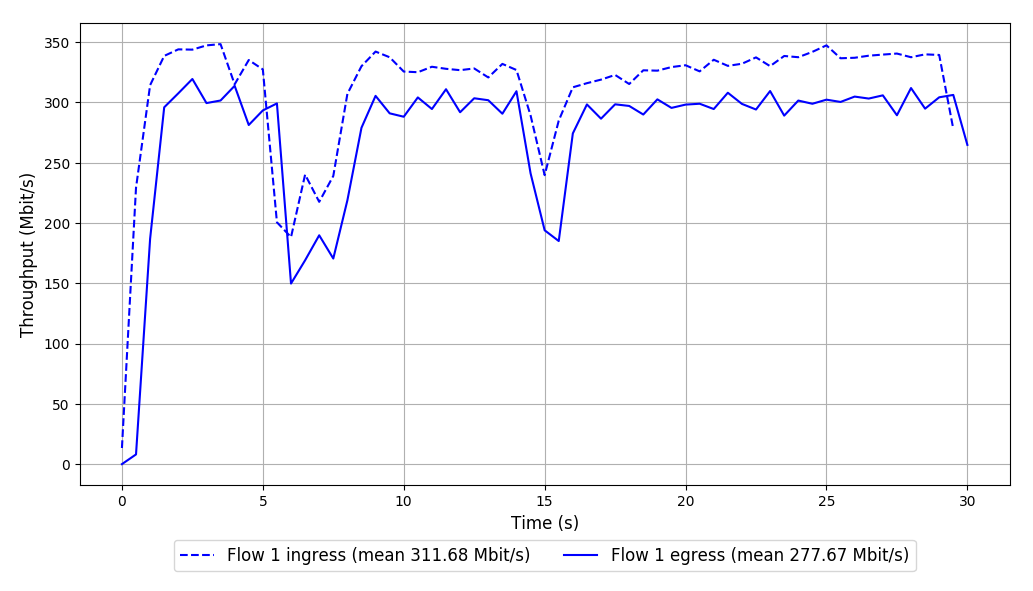 Throughput (Mbit/s)
350
300
250
200
150
100
50
0
0 5 10 15 20 25 30
Time (s)
Flow 1 ingress (mean 311.68 Mbit/s) Flow 1 egress (mean 277.67 Mbit/s)